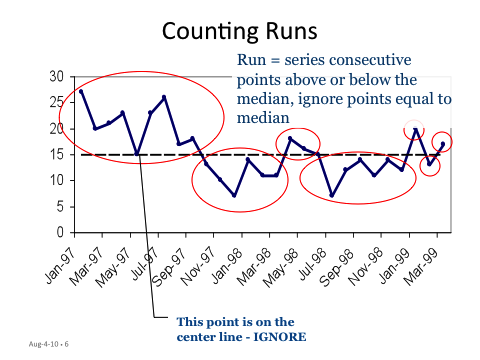 Counting Runs
Run = series consecutive
points above or below the
median, ignore points equal to
median
30
25
20
15
10
5
0
Jan-97
Mar-97
May-97
Jul-97
Sep-97
Nov-97
Jan-98
Mar-98
May-98
Jul-98
Sep-98
Nov-98
Jan-99
Mar-99
This point is on the
center line - IGNORE
Aug-4-10 • 6